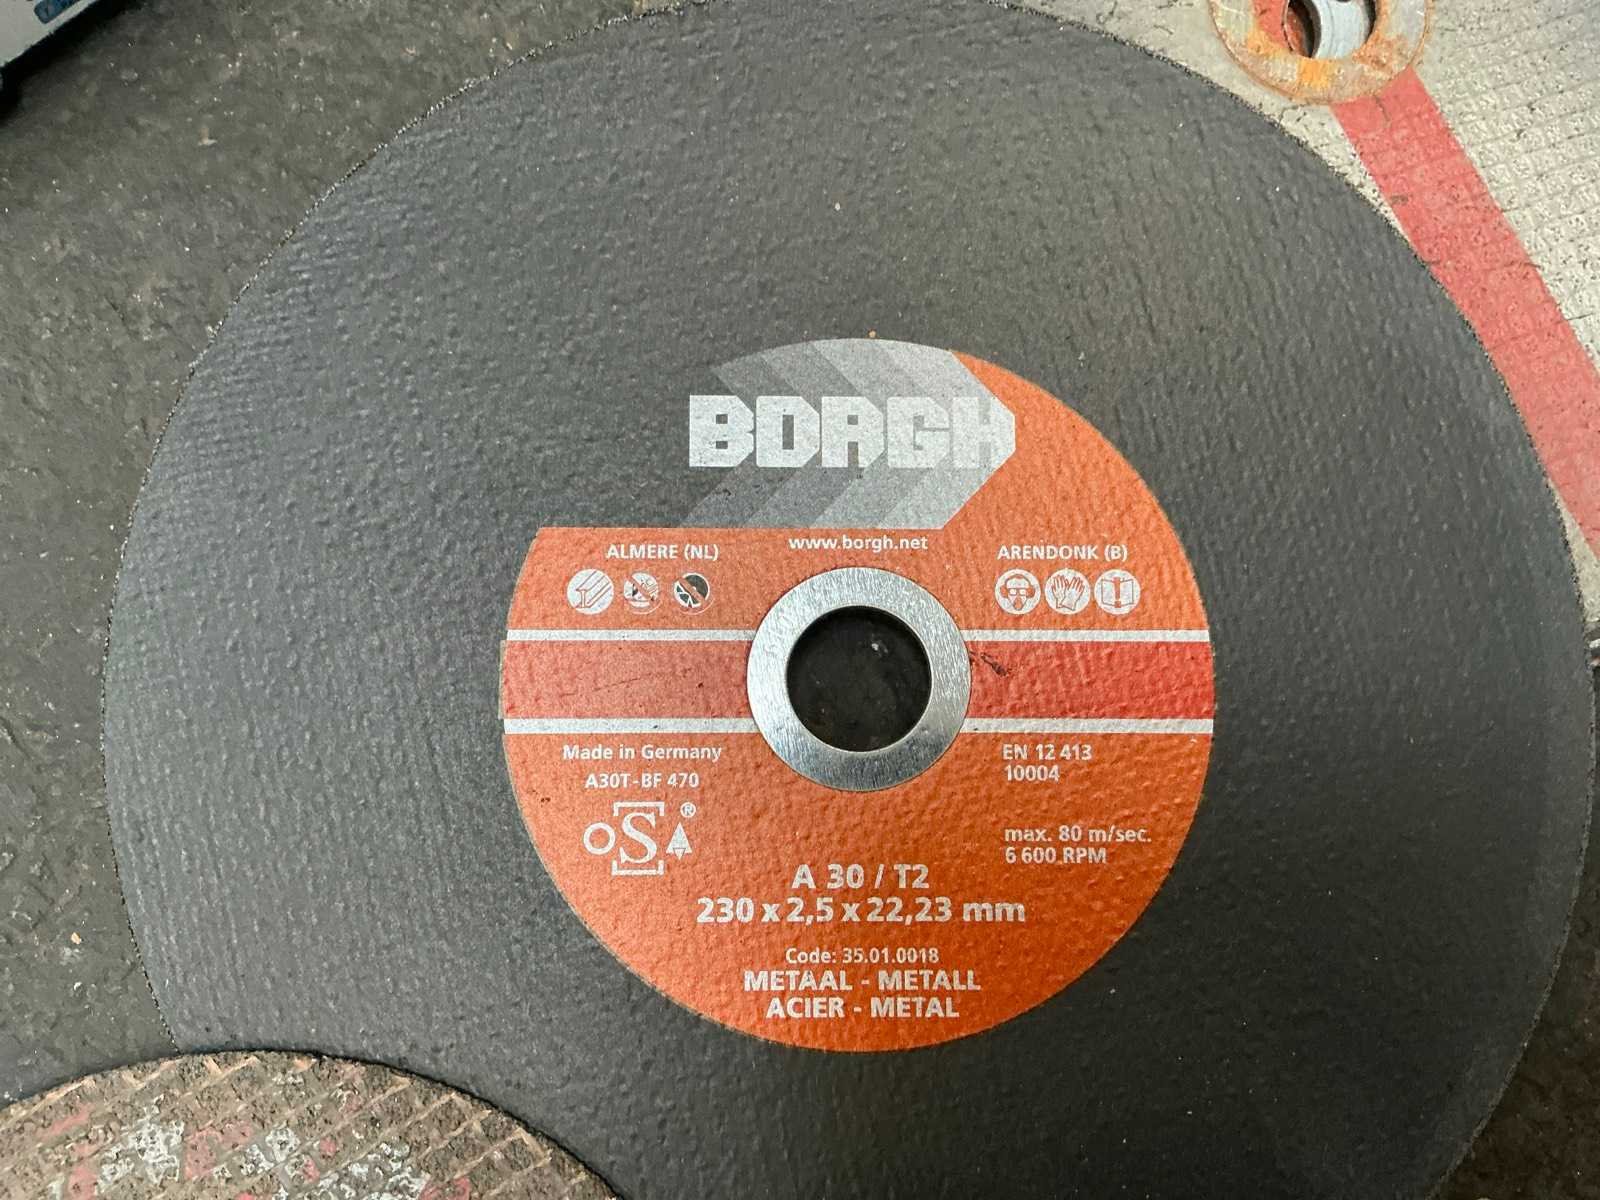 BORGH
www.borgh.net
ALMERE (NL)
ARENDONK (B)
Made in Germany
A30T-BF 470
oSa®
EN 12 413
10004
max. 80 m/sec.
6 600 RPM
A 30 / T2
230 x 2,5 x 22,23 mm
Code: 35.01.0018
METAAL - METALL
ACIER - METAL